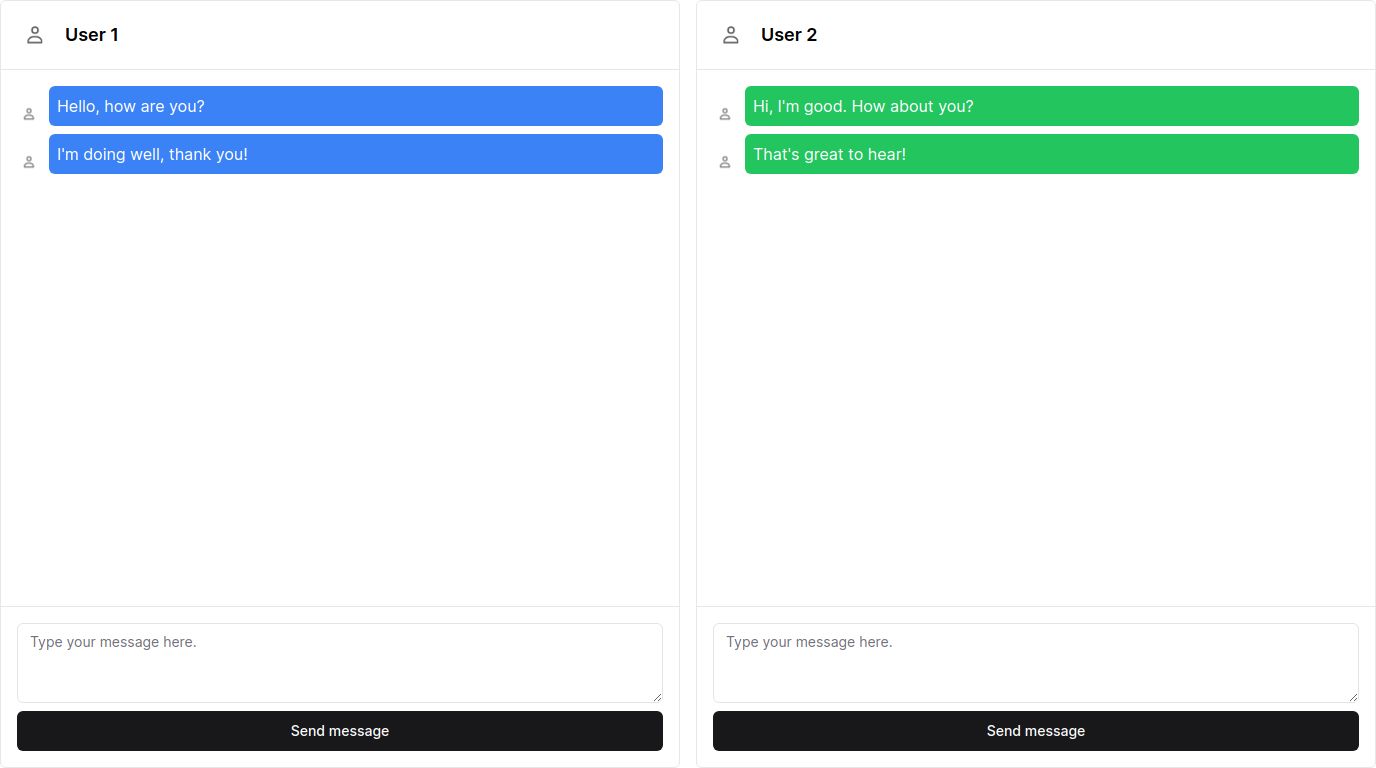 User 1
Hello, how are you?
I'm doing well, thank you!
Type your message here.
Send message
User 2
Hi, I'm good. How about you?
That's great to hear!
Type your message here.
Send message